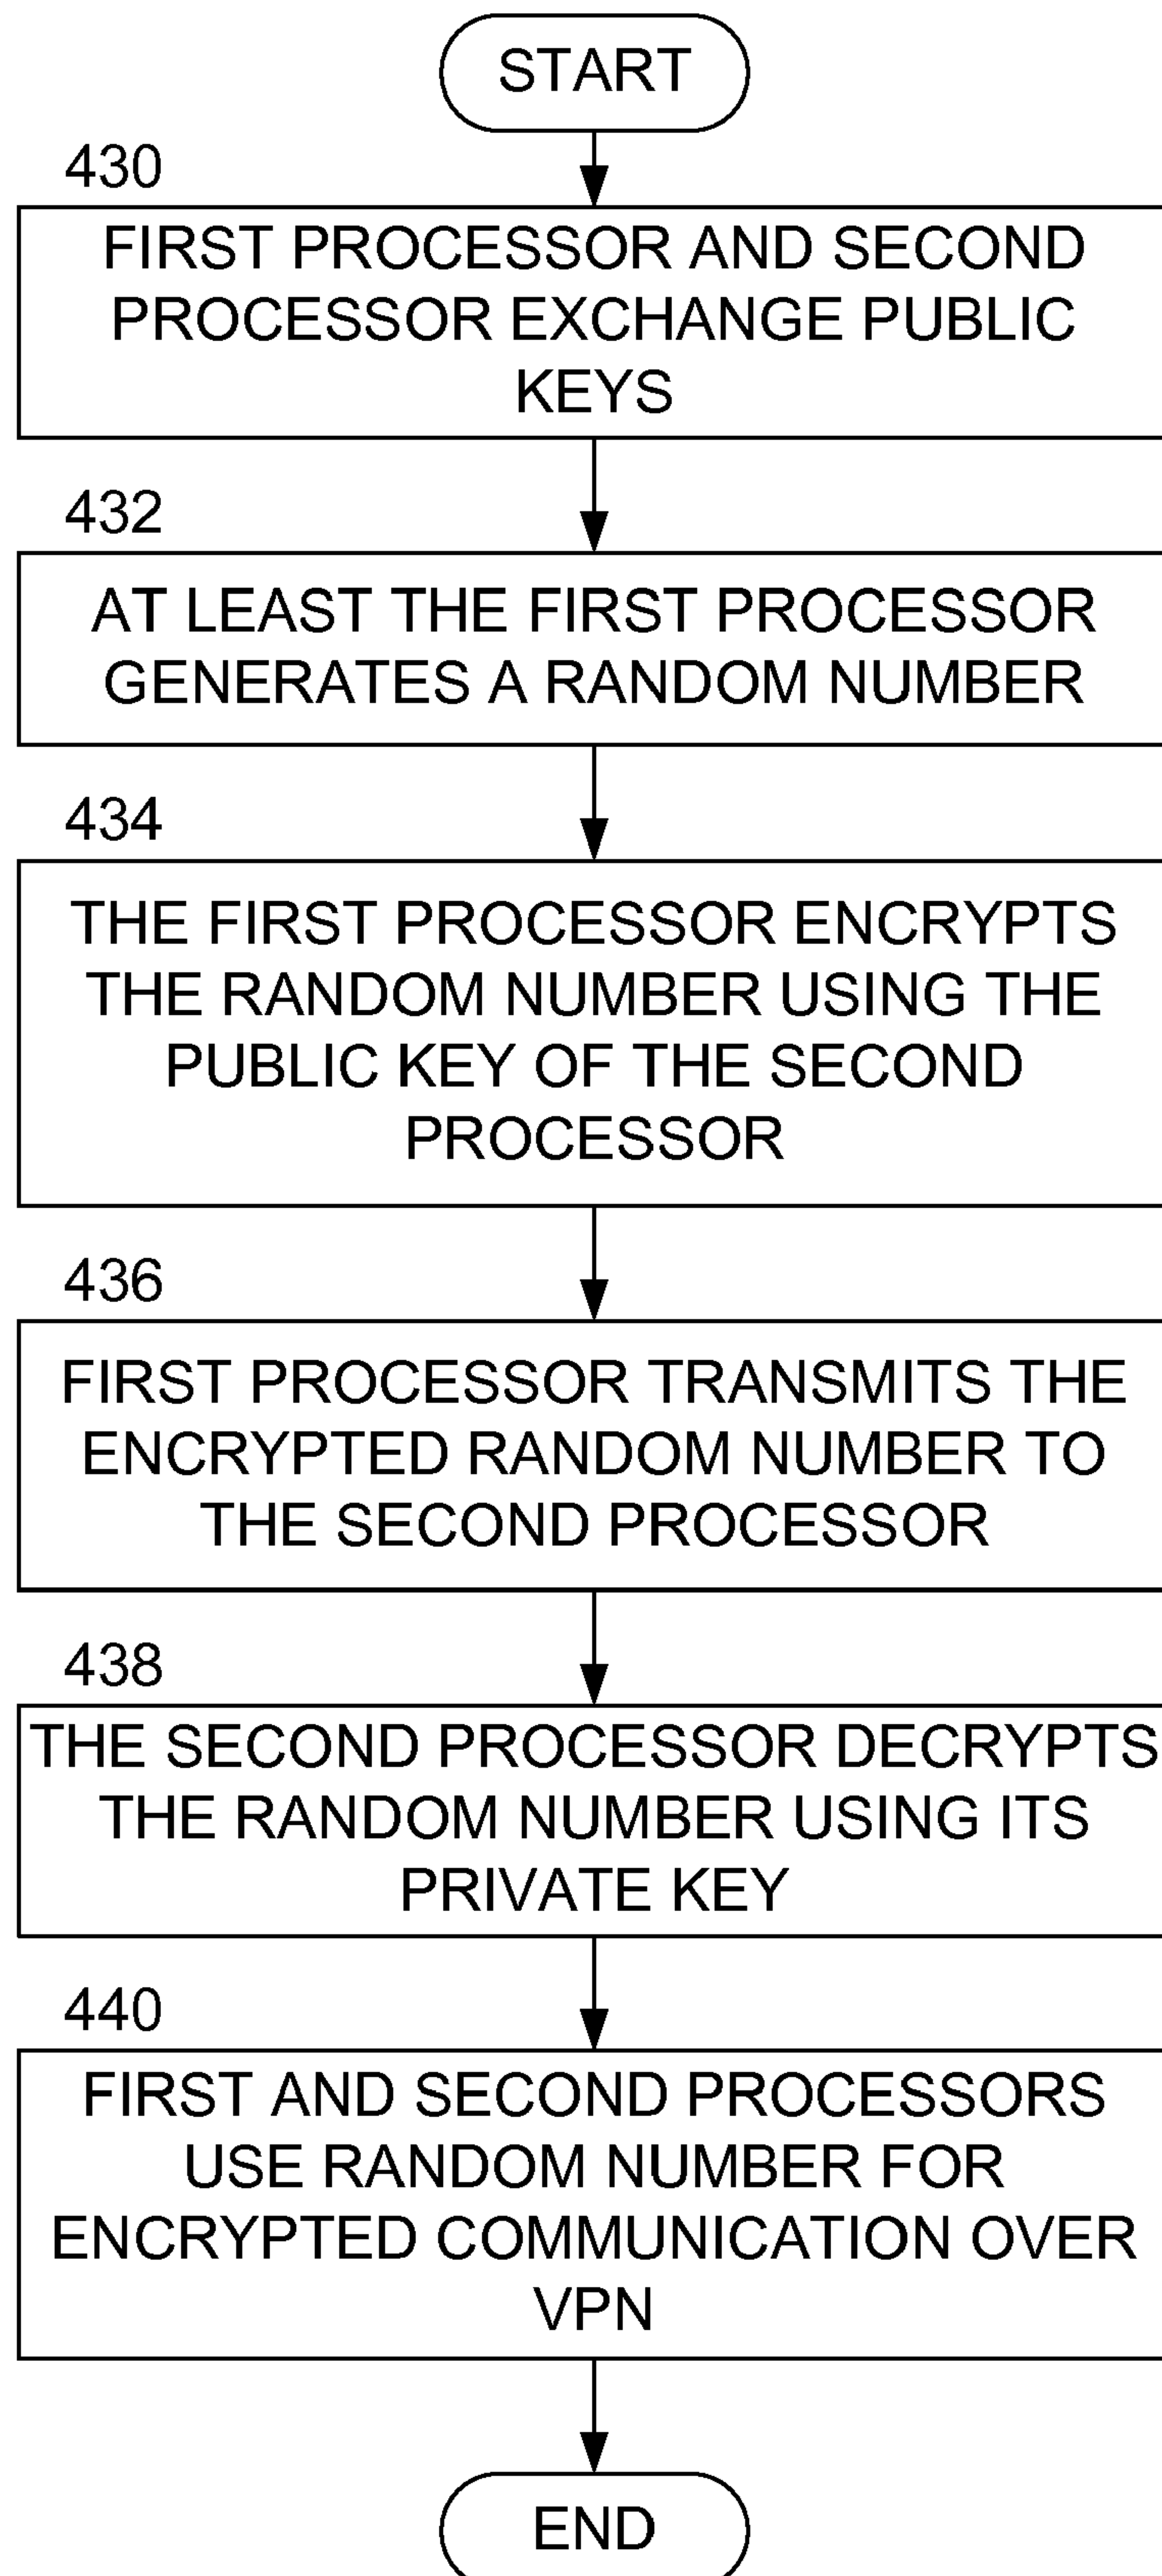 START
430
FIRST PROCESSOR AND SECOND
PROCESSOR EXCHANGE PUBLIC
KEYS
432
AT LEAST THE FIRST PROCESSOR
GENERATES A RANDOM NUMBER
434
THE FIRST PROCESSOR ENCRYPTS
THE RANDOM NUMBER USING THE
PUBLIC KEY OF THE SECOND
PROCESSOR
436
FIRST PROCESSOR TRANSMITS THE
ENCRYPTED RANDOM NUMBER TO
THE SECOND PROCESSOR
438
THE SECOND PROCESSOR DECRYPTS
THE RANDOM NUMBER USING ITS
PRIVATE KEY
440
FIRST AND SECOND PROCESSORS
USE RANDOM NUMBER FOR
ENCRYPTED COMMUNICATION OVER
VPN
END